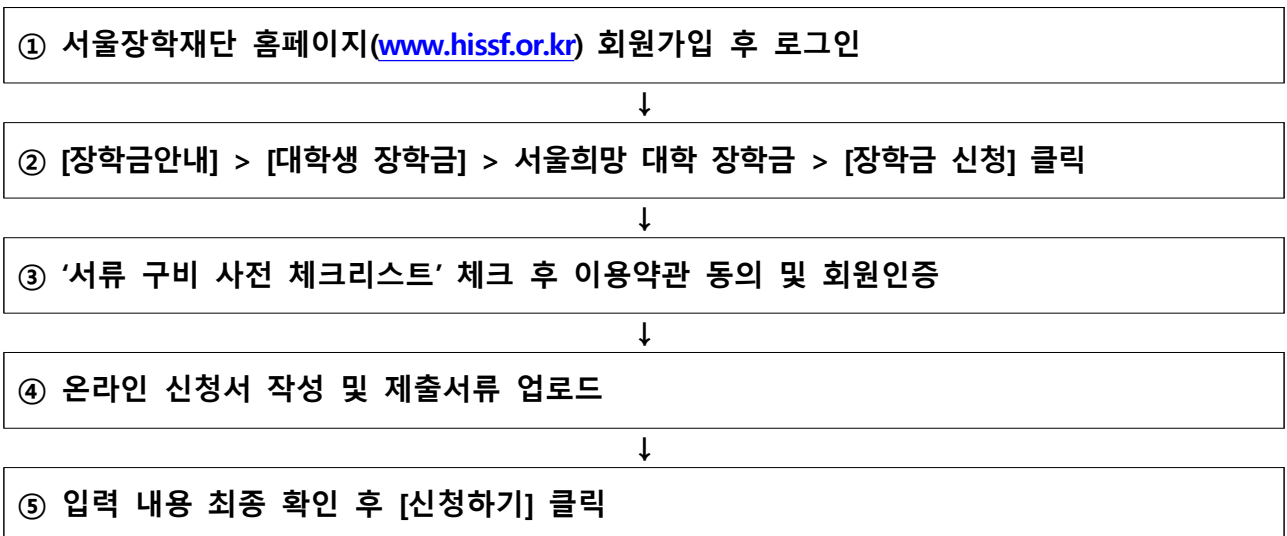 ① 서울장학재단 홈페이지(www.hissf.or.kr) 회원가입 후 로그인
↓
② [장학금안내] > [대학생 장학금] > 서울희망 대학 장학금 > [장학금 신청] 클릭
↓
③ ‘서류 구비 사전 체크리스트’ 체크 후 이용약관 동의 및 회원인증
↓
④ 온라인 신청서 작성 및 제출서류 업로드
↓
⑤ 입력 내용 최종 확인 후 [신청하기] 클릭